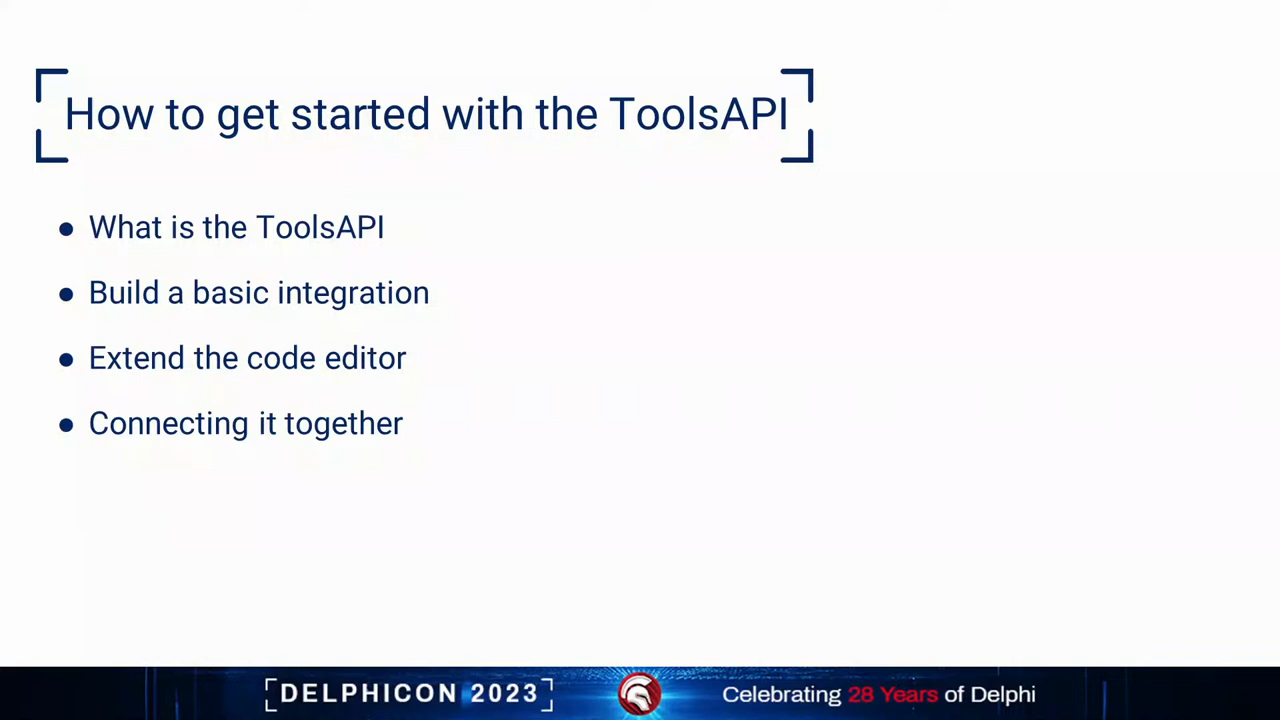 How to get started with the ToolsAPI
● What is the ToolsAPI
● Build a basic integration
● Extend the code editor
● Connecting it together
[DELPHICON 2023]
Celebrating 28 Years of Delphi